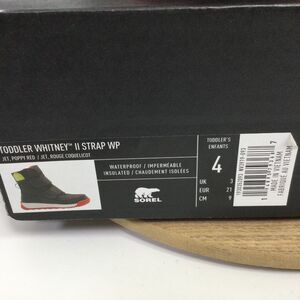 TODDLER WHITNEY™ II STRAP WP
JET, POPPY RED / JET, ROUGE COQUELICOT
WATERPROOF / IMPERMÉABLE
INSULATED / CHAUDEMENT ISOLÉES
SOREL
TODDLER'S
ENFANTS
4
UK 3
EUR 21
CM 9
MADE IN VIETNAM
FABRIQUÉ AU VIETNAM
7